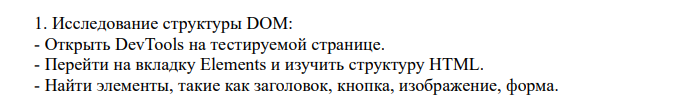 1. Исследование структуры DOM:
- Открыть DevTools на тестируемой странице.
- Перейти на вкладку Elements и изучить структуру HTML.
- Найти элементы, такие как заголовок, кнопка, изображение, форма.